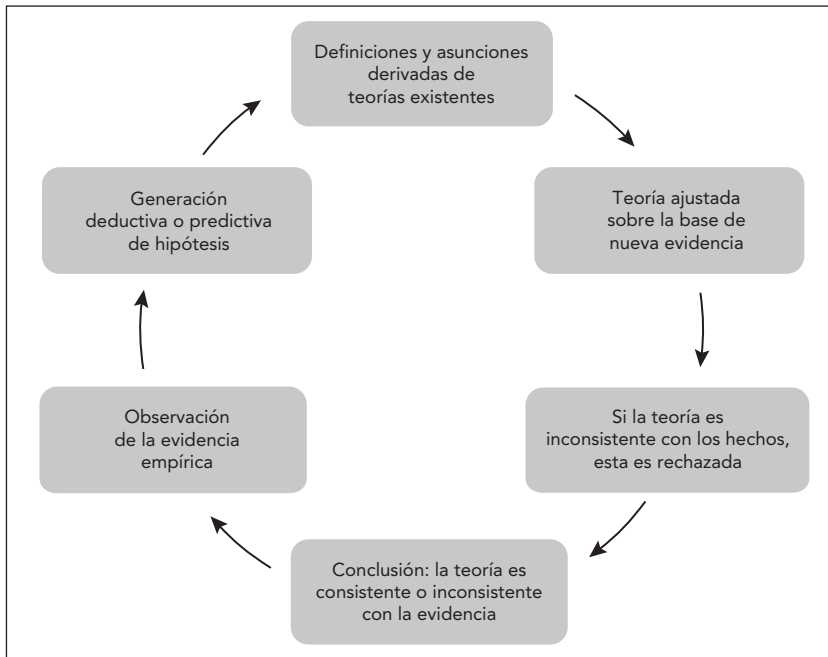 Definiciones y asunciones
derivadas de
teorías existentes
Teoría ajustada
sobre la base de
nueva evidencia
Si la teoría es
inconsistente con los hechos,
esta es rechazada
Conclusión: la teoría es
consistente o inconsistente
con la evidencia
Observación
de la evidencia
empírica
Generación
deductiva o predictiva
de hipótesis